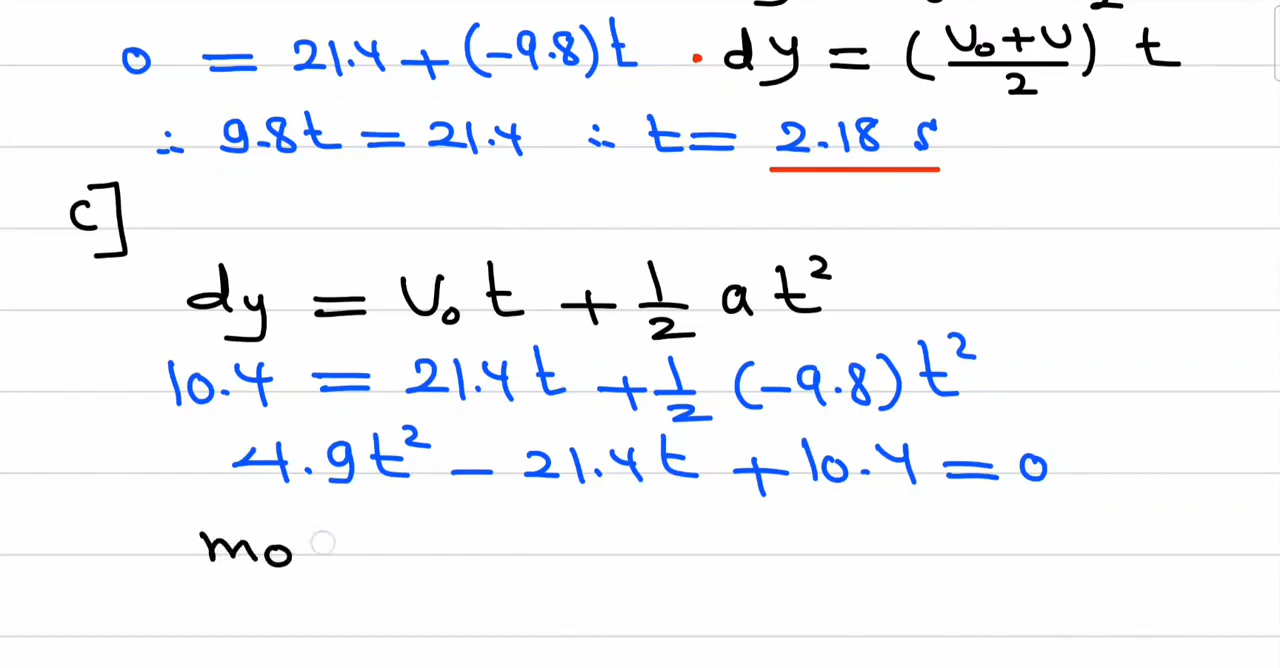 0 = 21.4 + (-9.8)t · dy = (V₀+V/2) t
∴ 9.8t = 21.4 ∴ t = 2.18 s
c]
dy = V₀t + 1/2 at²
10.4 = 21.4t + 1/2 (-9.8)t²
4.9t² - 21.4t + 10.4 = 0
mo